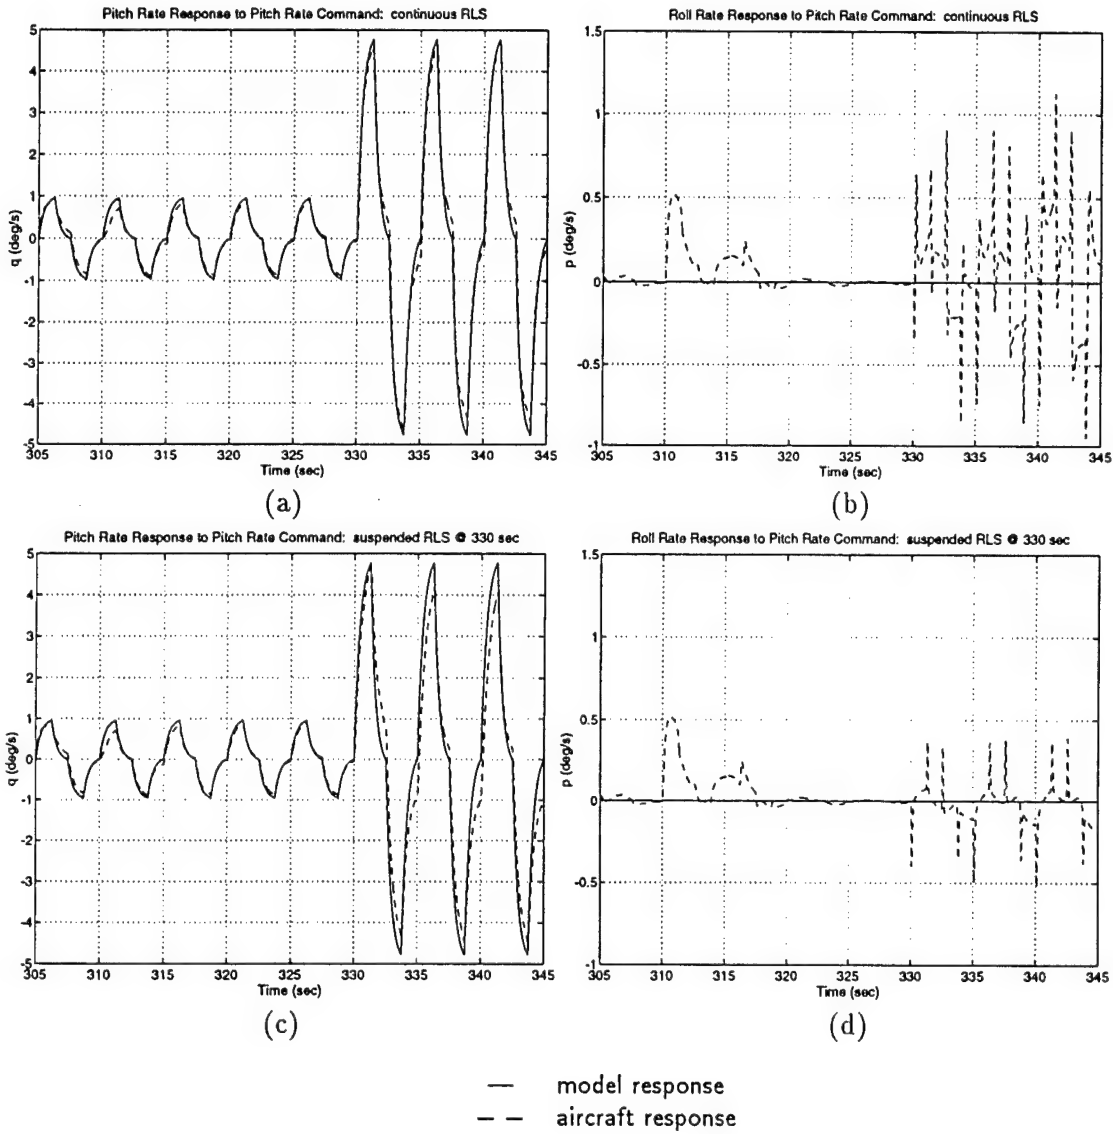 Pitch Rate Response to Pitch Rate Command: continuous RLS
5
4
3
2
1
0
-1
-2
-3
-4
-5
q (deg/s)
305 310 315 320 325 330 335 340 345
Time (sec)
(a)
Roll Rate Response to Pitch Rate Command: continuous RLS
1.5
1
0.5
0
-0.5
-1
p (deg/s)
305 310 315 320 325 330 335 340 345
Time (sec)
(b)
Pitch Rate Response to Pitch Rate Command: suspended RLS @ 330 sec
5
4
3
2
1
0
-1
-2
-3
-4
-5
q (deg/s)
305 310 315 320 325 330 335 340 345
Time (sec)
(c)
Roll Rate Response to Pitch Rate Command: suspended RLS @ 330 sec
1.5
1
0.5
0
-0.5
-1
p (deg/s)
305 310 315 320 325 330 335 340 345
Time (sec)
(d)
model response
aircraft response